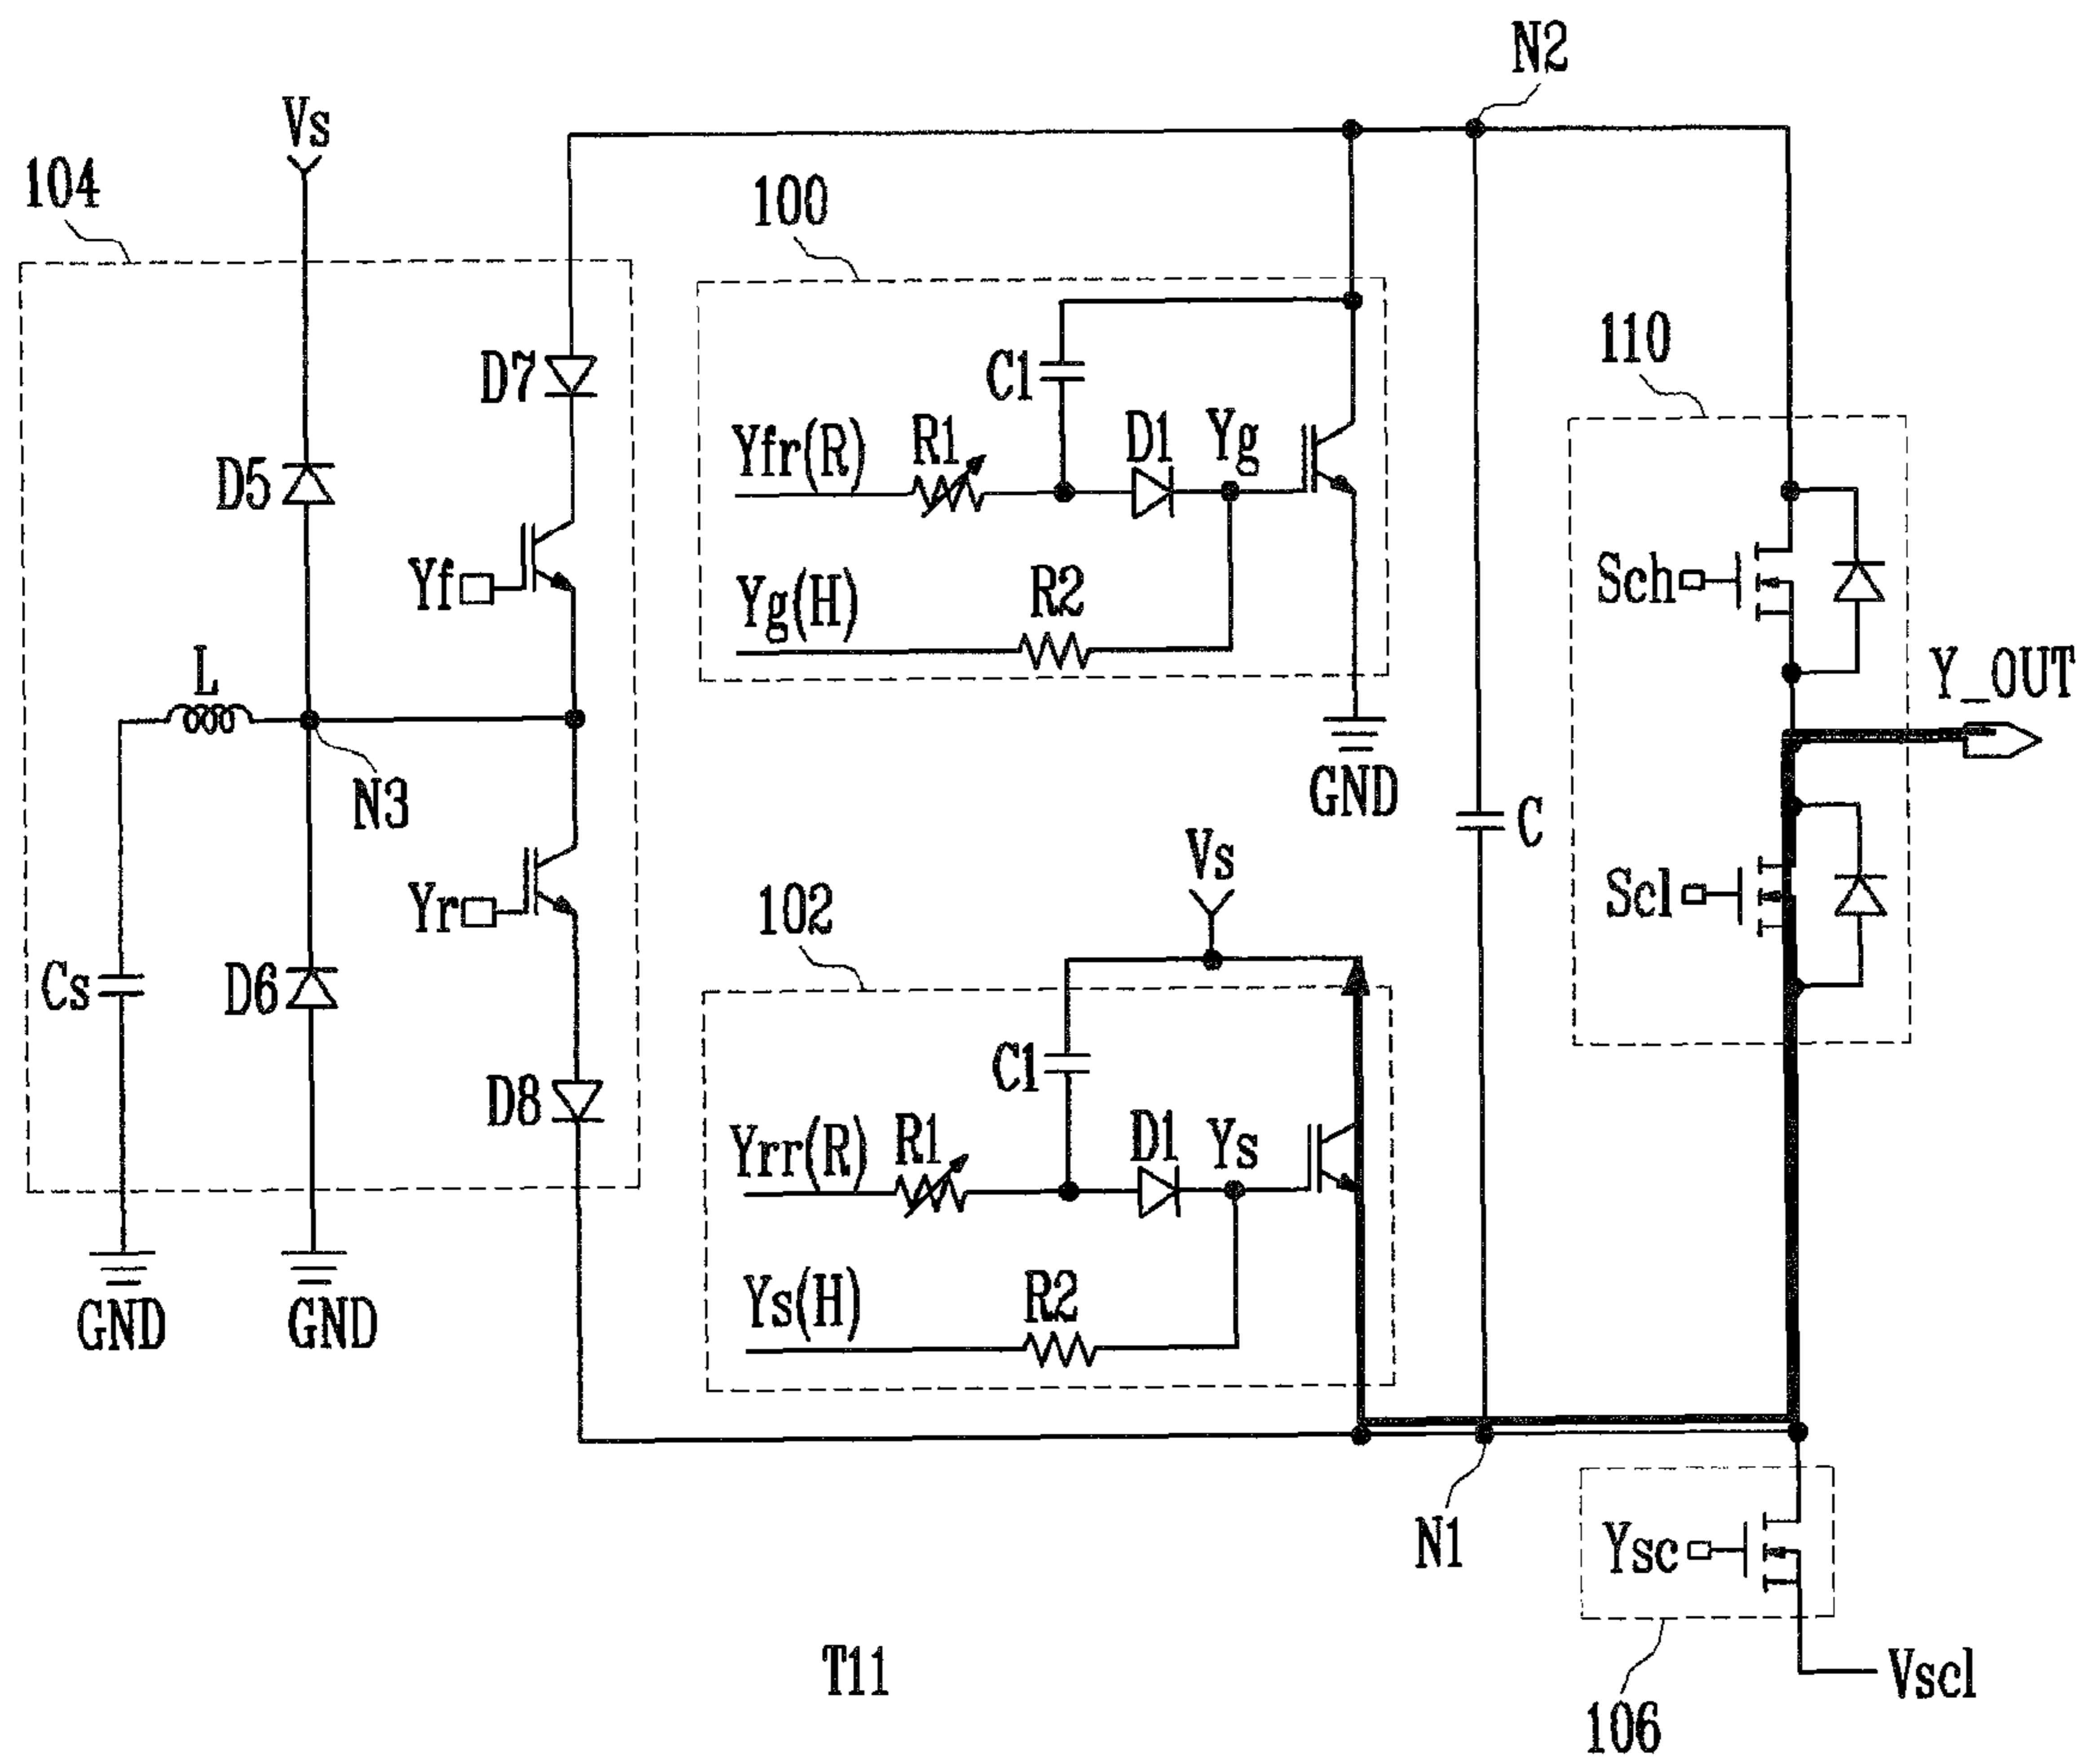 N2
Vs
104
100
110
D7
C1
Yfr(R)
R1
D1
Yg
D5
Yf
Sch
Yg(H)
R2
L
Y_OUT
N3
GND
C
Vs
Scl
Yr
102
Cs
D6
C1
D8
Yrr(R)
R1
D1
Ys
Ys(H)
R2
GND
GND
N1
Ysc
T11
Vscl
106